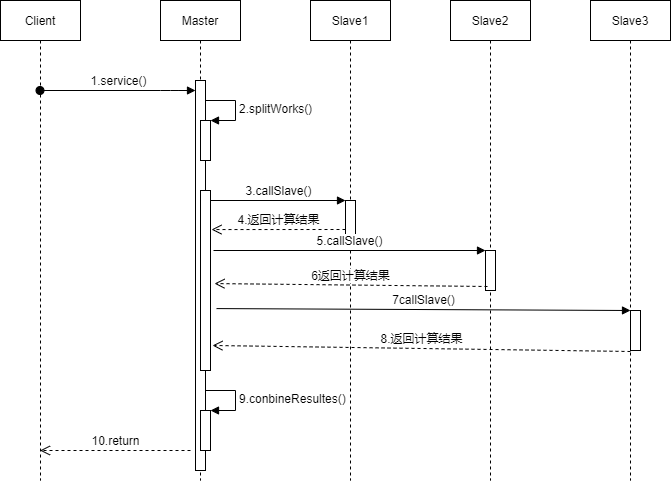 Client
Master
Slave1
Slave2
Slave3
1.service()
2.splitWorks()
3.callSlave()
4.返回计算结果
5.callSlave()
6返回计算结果
7callSlave()
8.返回计算结果
9.conbineResultes()
10.return